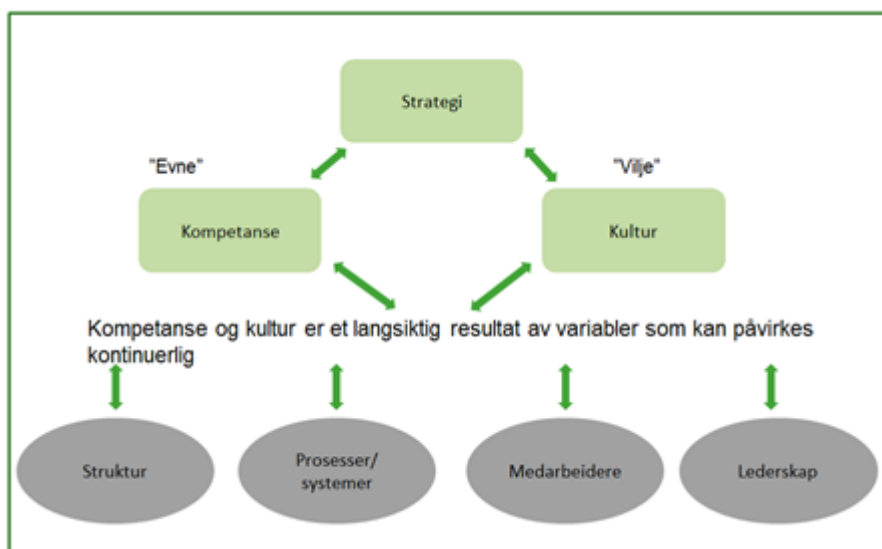 Strategi
"Evne"
"Vilje"
Kompetanse
Kultur
Kompetanse og kultur er et langsiktig resultat av variabler som kan påvirkes
kontinuerlig
Struktur
Prosesser/
systemer
Medarbeidere
Lederskap